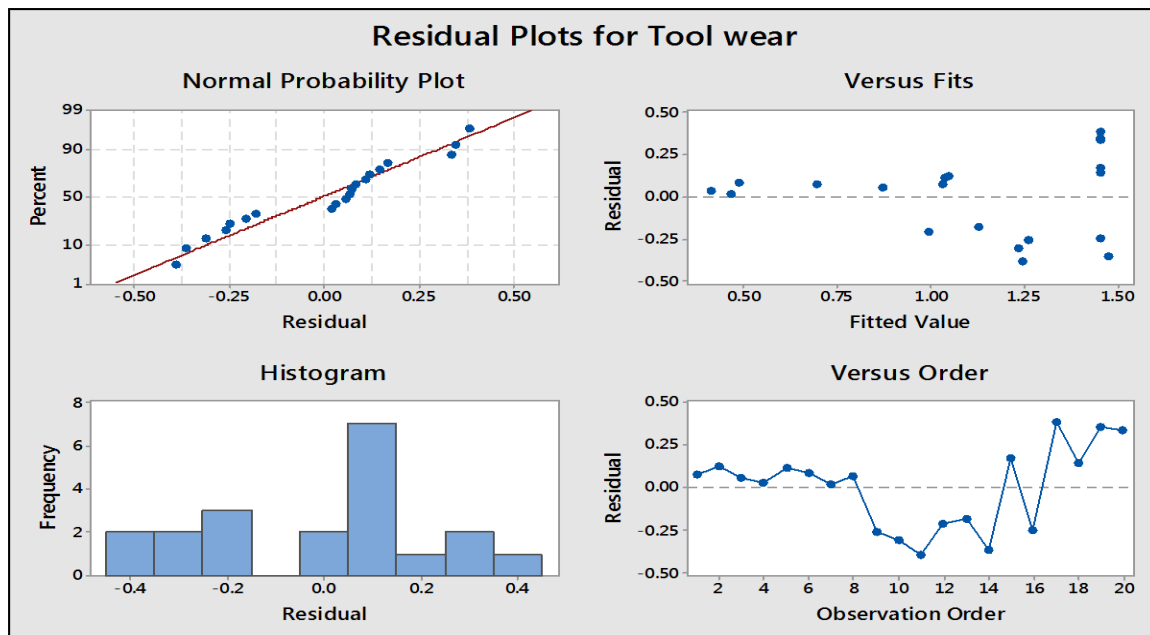 Residual Plots for Tool wear
Normal Probability Plot
99
90
50
10
1
Percent
-0.50 -0.25 0.00 0.25 0.50
Residual
Versus Fits
0.50
0.25
0.00
-0.25
-0.50
Residual
0.50 0.75 1.00 1.25 1.50
Fitted Value
Histogram
8
6
4
2
0
Frequency
-0.4 -0.2 0.0 0.2 0.4
Residual
Versus Order
0.50
0.25
0.00
-0.25
-0.50
Residual
2 4 6 8 10 12 14 16 18 20
Observation Order